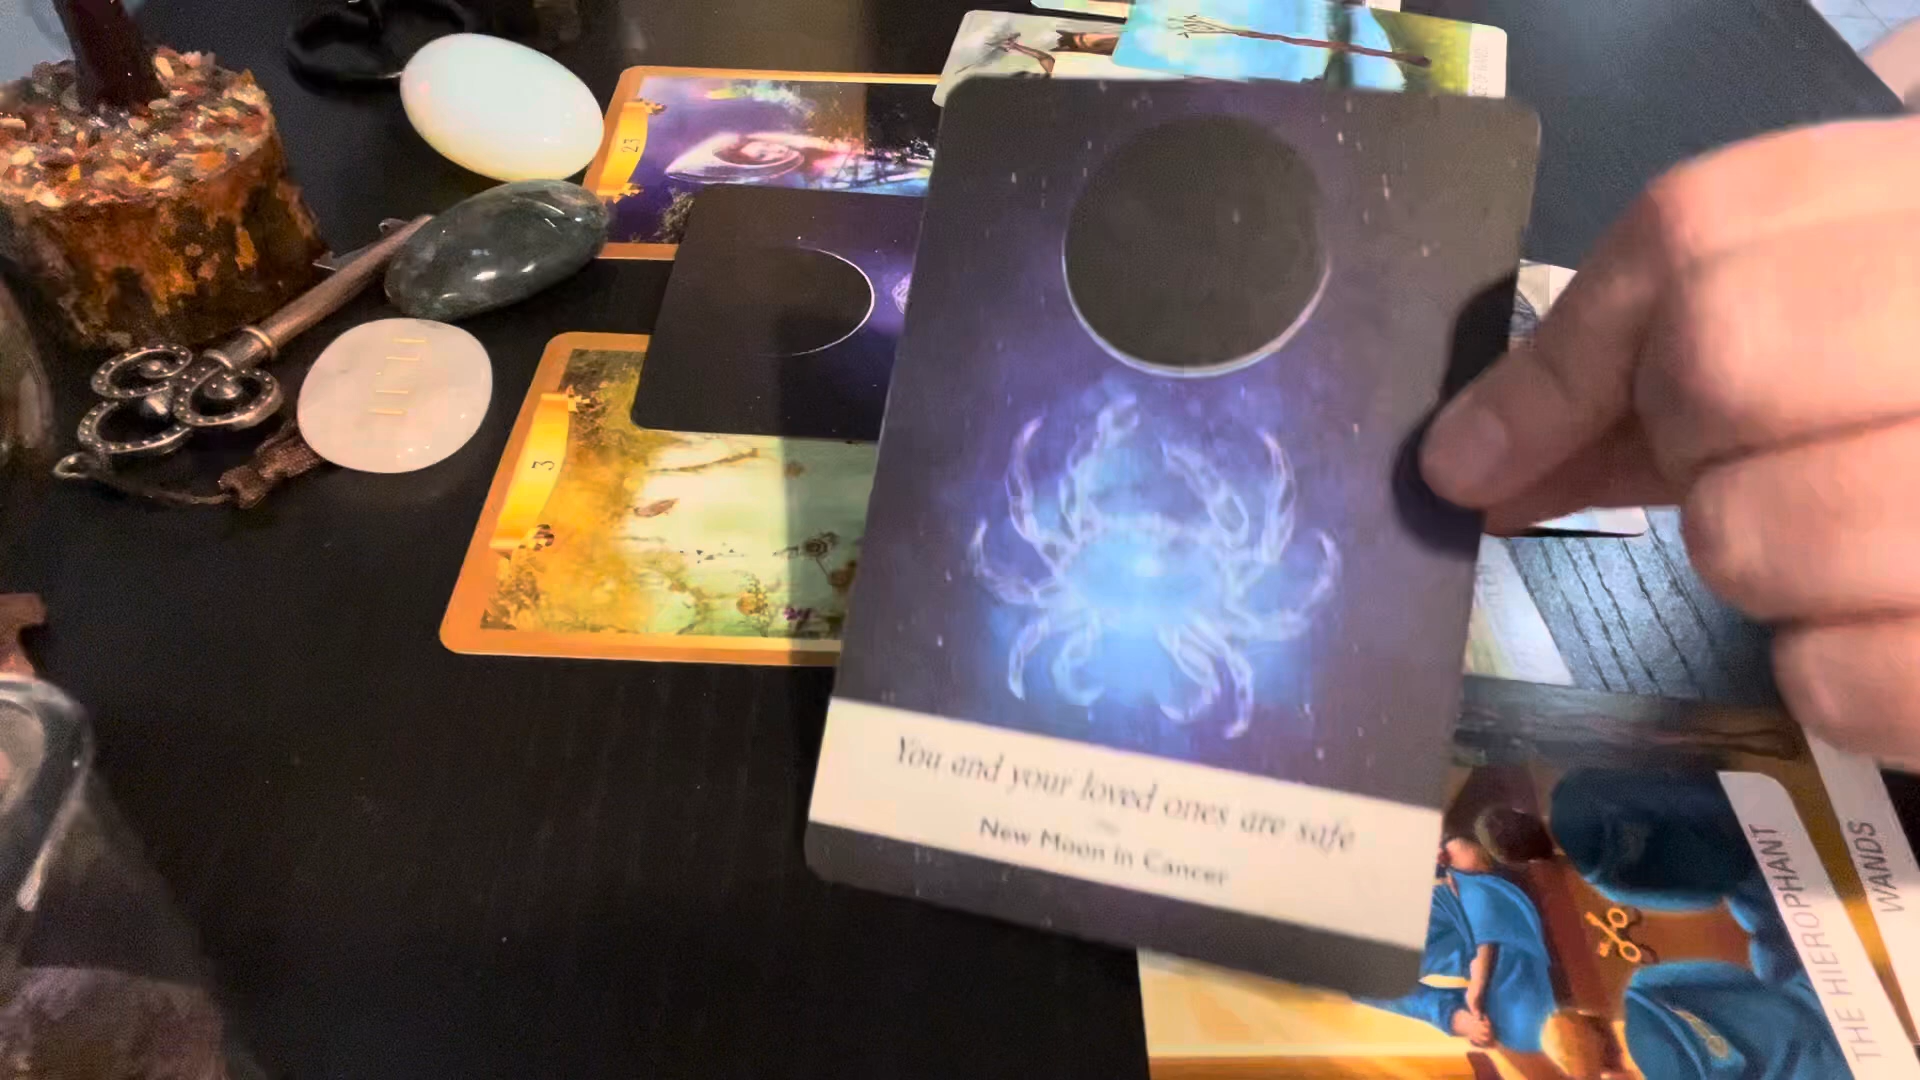 23
3
You and your loved ones are safe
New Moon in Cancer
THE HIEROPHANT
WANDS